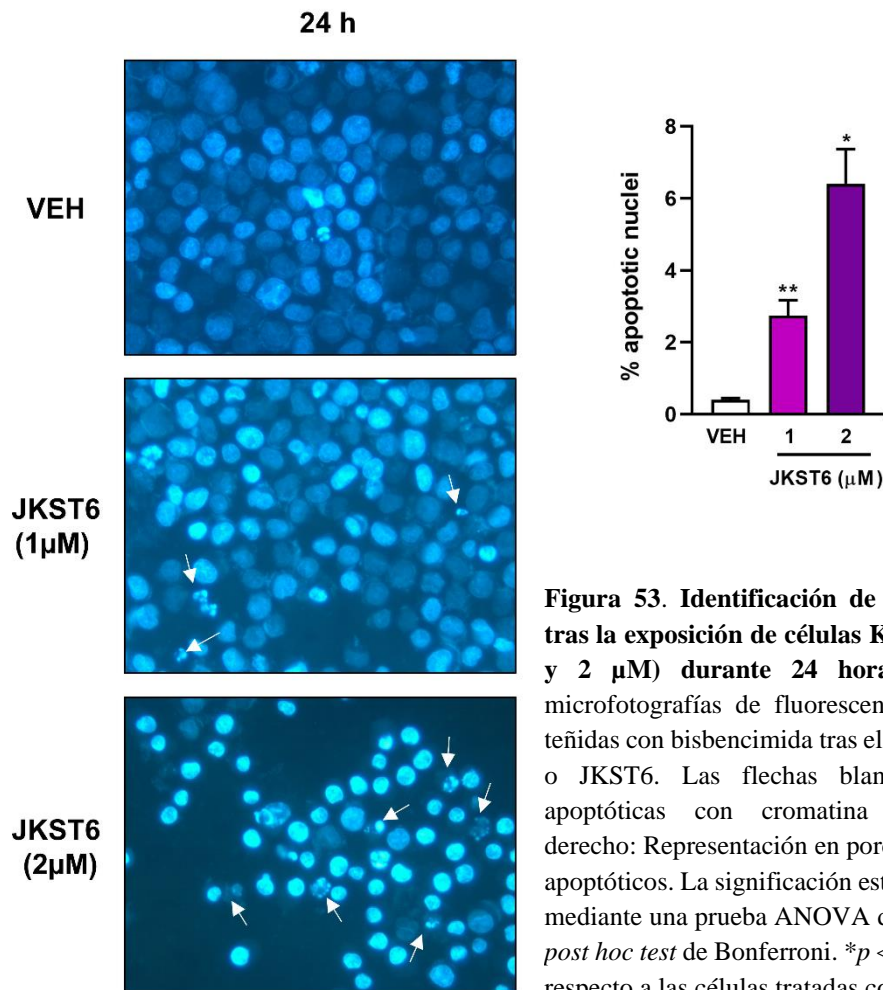 24 h
VEH
JKST6
(1µM)
JKST6
(2µM)
% apoptotic nuclei
8
6
4
2
0
**
*
VEH 1 2
JKST6 (µM)
Figura 53. Identificación de
tras la exposición de células K
y 2 µM) durante 24 hora
microfotografías de fluorescen
teñidas con bisbencimida tras el
o JKST6. Las flechas blan
apoptóticas con cromatina
derecho: Representación en por
apoptóticos. La significación est
mediante una prueba ANOVA d
post hoc test de Bonferroni. *p <
respecto a las células tratadas co